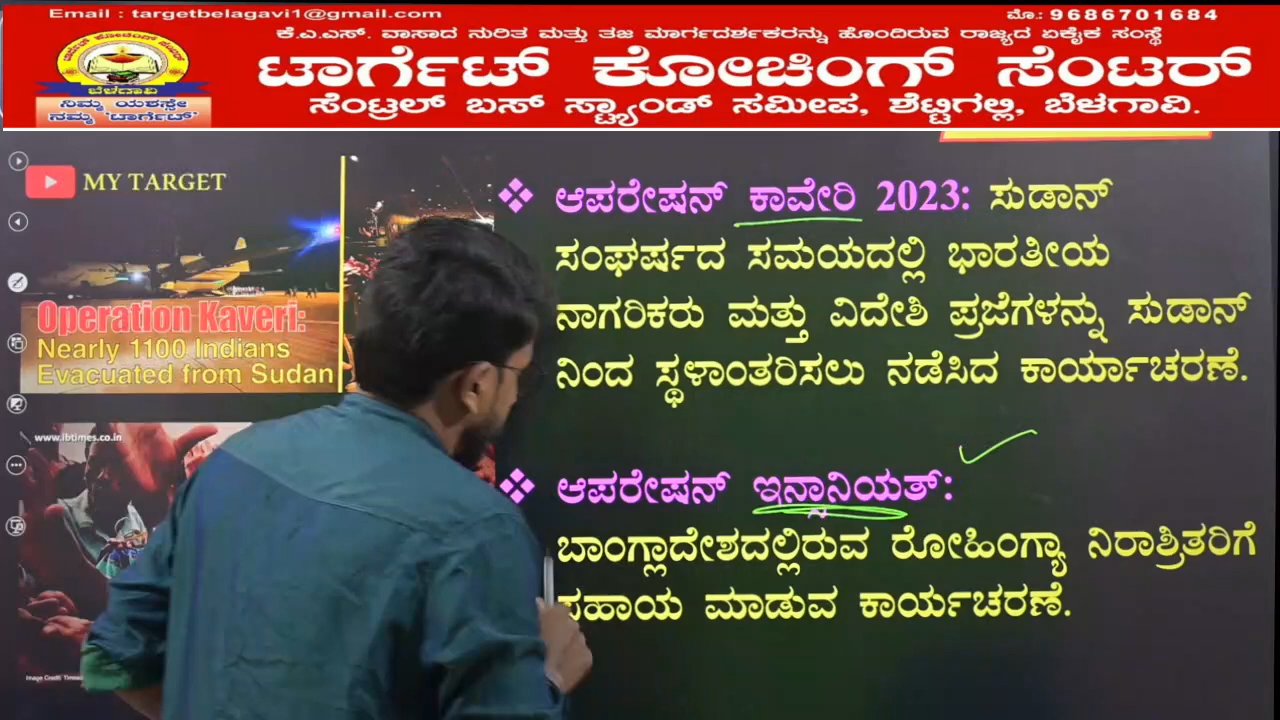 Email : targetbelagavi1@gmail.com
ಮೊ.: 9686701684
ಕೆ.ಎ.ಎಸ್. ವಾಸಾದ ನುರಿತ ಮತ್ತು ತಜ್ಞ ಮಾರ್ಗದರ್ಶಕರನ್ನು ಹೊಂದಿರುವ ರಾಜ್ಯದ ಏಕೈಕ ಸಂಸ್ಥೆ
ಟಾರ್ಗೆಟ್ ಕೋಚಿಂಗ್ ಸೆಂಟರ್
ಸೆಂಟ್ರಲ್ ಬಸ್ ಸ್ಟ್ಯಾಂಡ್ ಸಮೀಪ, ಶೆಟ್ಟಿಗಲ್ಲಿ, ಬೆಳಗಾವಿ.
ಟಾರ್ಗೆಟ್ ಕೋಚಿಂಗ್ ಸೆಂಟರ್
ಬೆಳಗಾವಿ
ನಿಮ್ಮ ಯಶಸ್ಸೇ
ನಮ್ಮ 'ಟಾರ್ಗೆಟ್'
MY TARGET
Operation Kaveri:
Nearly 1100 Indians
Evacuated from Sudan
www.ibtimes.co.in
❖ ಆಪರೇಷನ್ ಕಾವೇರಿ 2023: ಸುಡಾನ್
ಸಂಘರ್ಷದ ಸಮಯದಲ್ಲಿ ಭಾರತೀಯ
ನಾಗರಿಕರು ಮತ್ತು ವಿದೇಶಿ ಪ್ರಜೆಗಳನ್ನು ಸುಡಾನ್
ನಿಂದ ಸ್ಥಳಾಂತರಿಸಲು ನಡೆಸಿದ ಕಾರ್ಯಾಚರಣೆ.
❖ ಆಪರೇಷನ್ ಇನ್ಸಾನಿಯತ್:
ಬಾಂಗ್ಲಾದೇಶದಲ್ಲಿರುವ ರೋಹಿಂಗ್ಯಾ ನಿರಾಶ್ರಿತರಿಗೆ
ಸಹಾಯ ಮಾಡುವ ಕಾರ್ಯಚರಣೆ.